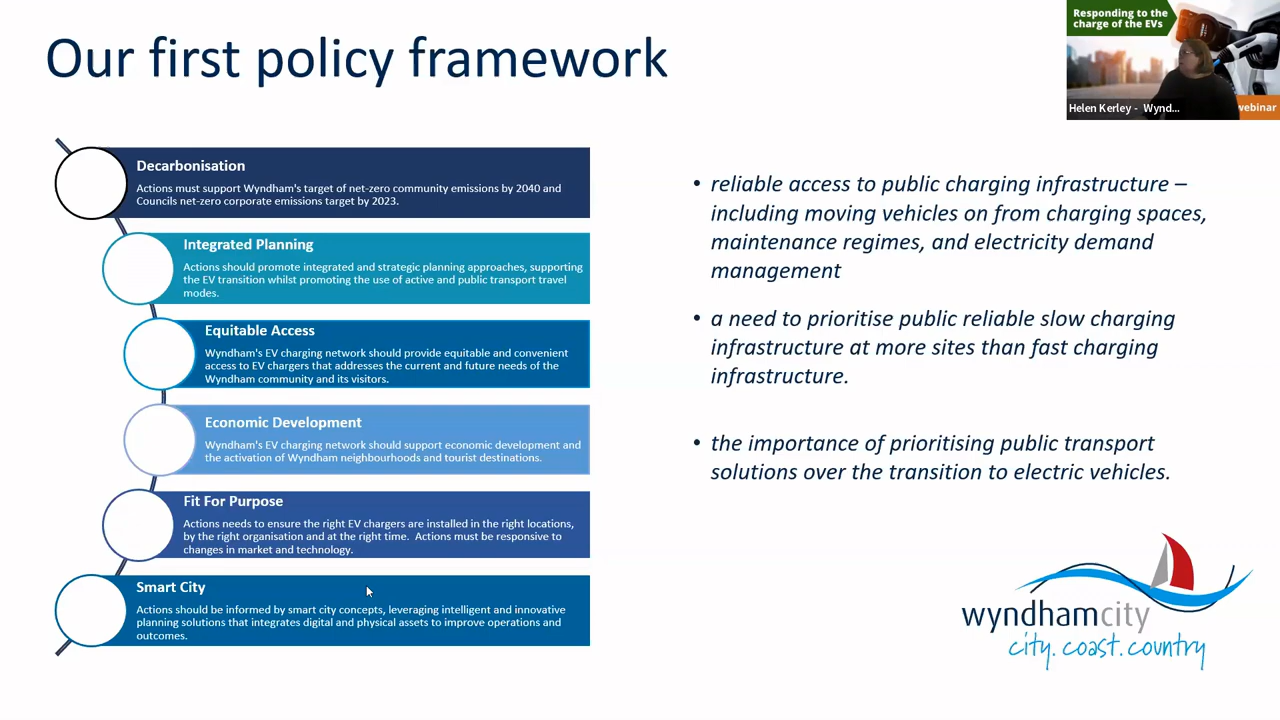 Our first policy framework
Responding to the
charge of the EVs
Helen Kerley - Wynd...
webinar
Decarbonisation
Actions must support Wyndham's target of net-zero community emissions by 2040 and
Councils net-zero corporate emissions target by 2023.
Integrated Planning
Actions should promote integrated and strategic planning approaches, supporting
the EV transition whilst promoting the use of active and public transport travel
modes.
Equitable Access
Wyndham's EV charging network should provide equitable and convenient
access to EV chargers that addresses the current and future needs of the
Wyndham community and its visitors.
Economic Development
Wyndham's EV charging network should support economic development and
the activation of Wyndham neighbourhoods and tourist destinations.
Fit For Purpose
Actions needs to ensure the right EV chargers are installed in the right locations,
by the right organisation and at the right time.  Actions must be responsive to
changes in market and technology.
Smart City
Actions should be informed by smart city concepts, leveraging intelligent and innovative
planning solutions that integrates digital and physical assets to improve operations and
outcomes.
• reliable access to public charging infrastructure –
including moving vehicles on from charging spaces,
maintenance regimes, and electricity demand
management
• a need to prioritise public reliable slow charging
infrastructure at more sites than fast charging
infrastructure.
• the importance of prioritising public transport
solutions over the transition to electric vehicles.
wyndhamcity
city. coast. country